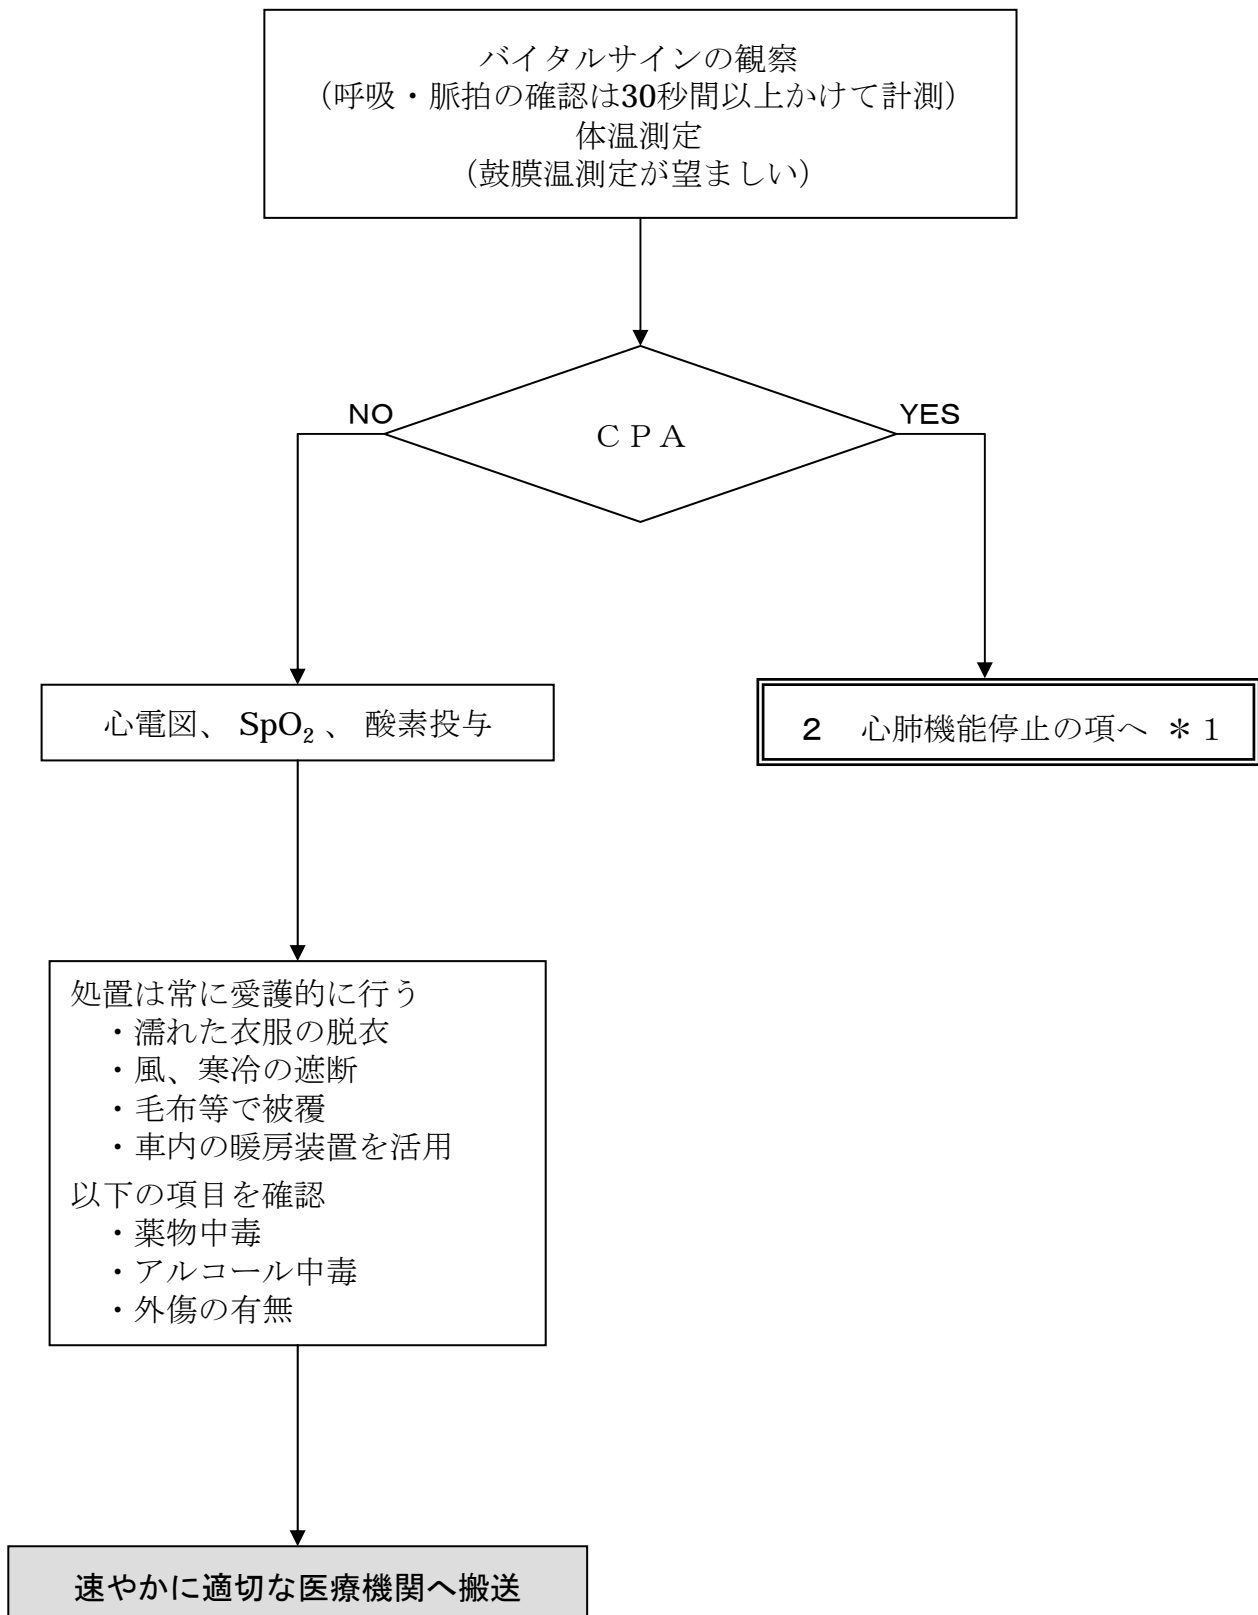 バイタルサインの観察
（呼吸・脈拍の確認は30秒間以上かけて計測）
体温測定
（鼓膜温測定が望ましい）
NO
YES
ＣＰＡ
心電図、 SpO₂ 、 酸素投与
２　心肺機能停止の項へ ＊１
処置は常に愛護的に行う
・濡れた衣服の脱衣
・風、寒冷の遮断
・毛布等で被覆
・車内の暖房装置を活用
以下の項目を確認
・薬物中毒
・アルコール中毒
・外傷の有無
速やかに適切な医療機関へ搬送